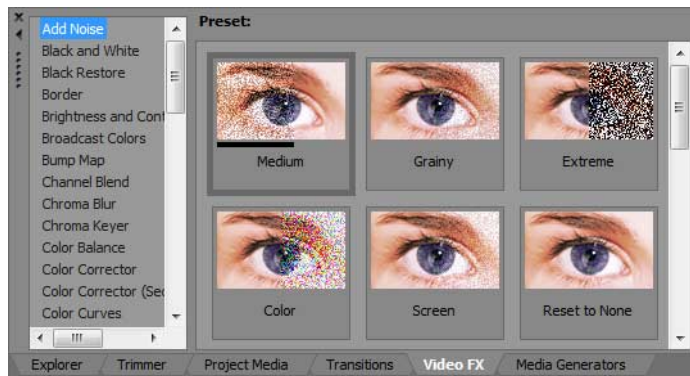 Preset:
Add Noise
Black and White
Black Restore
Border
Brightness and Cont
Broadcast Colors
Bump Map
Channel Blend
Chroma Blur
Chroma Keyer
Color Balance
Color Corrector
Color Corrector (Sec
Color Curves
Medium
Grainy
Extreme
Color
Screen
Reset to None
Explorer
Trimmer
Project Media
Transitions
Video FX
Media Generators